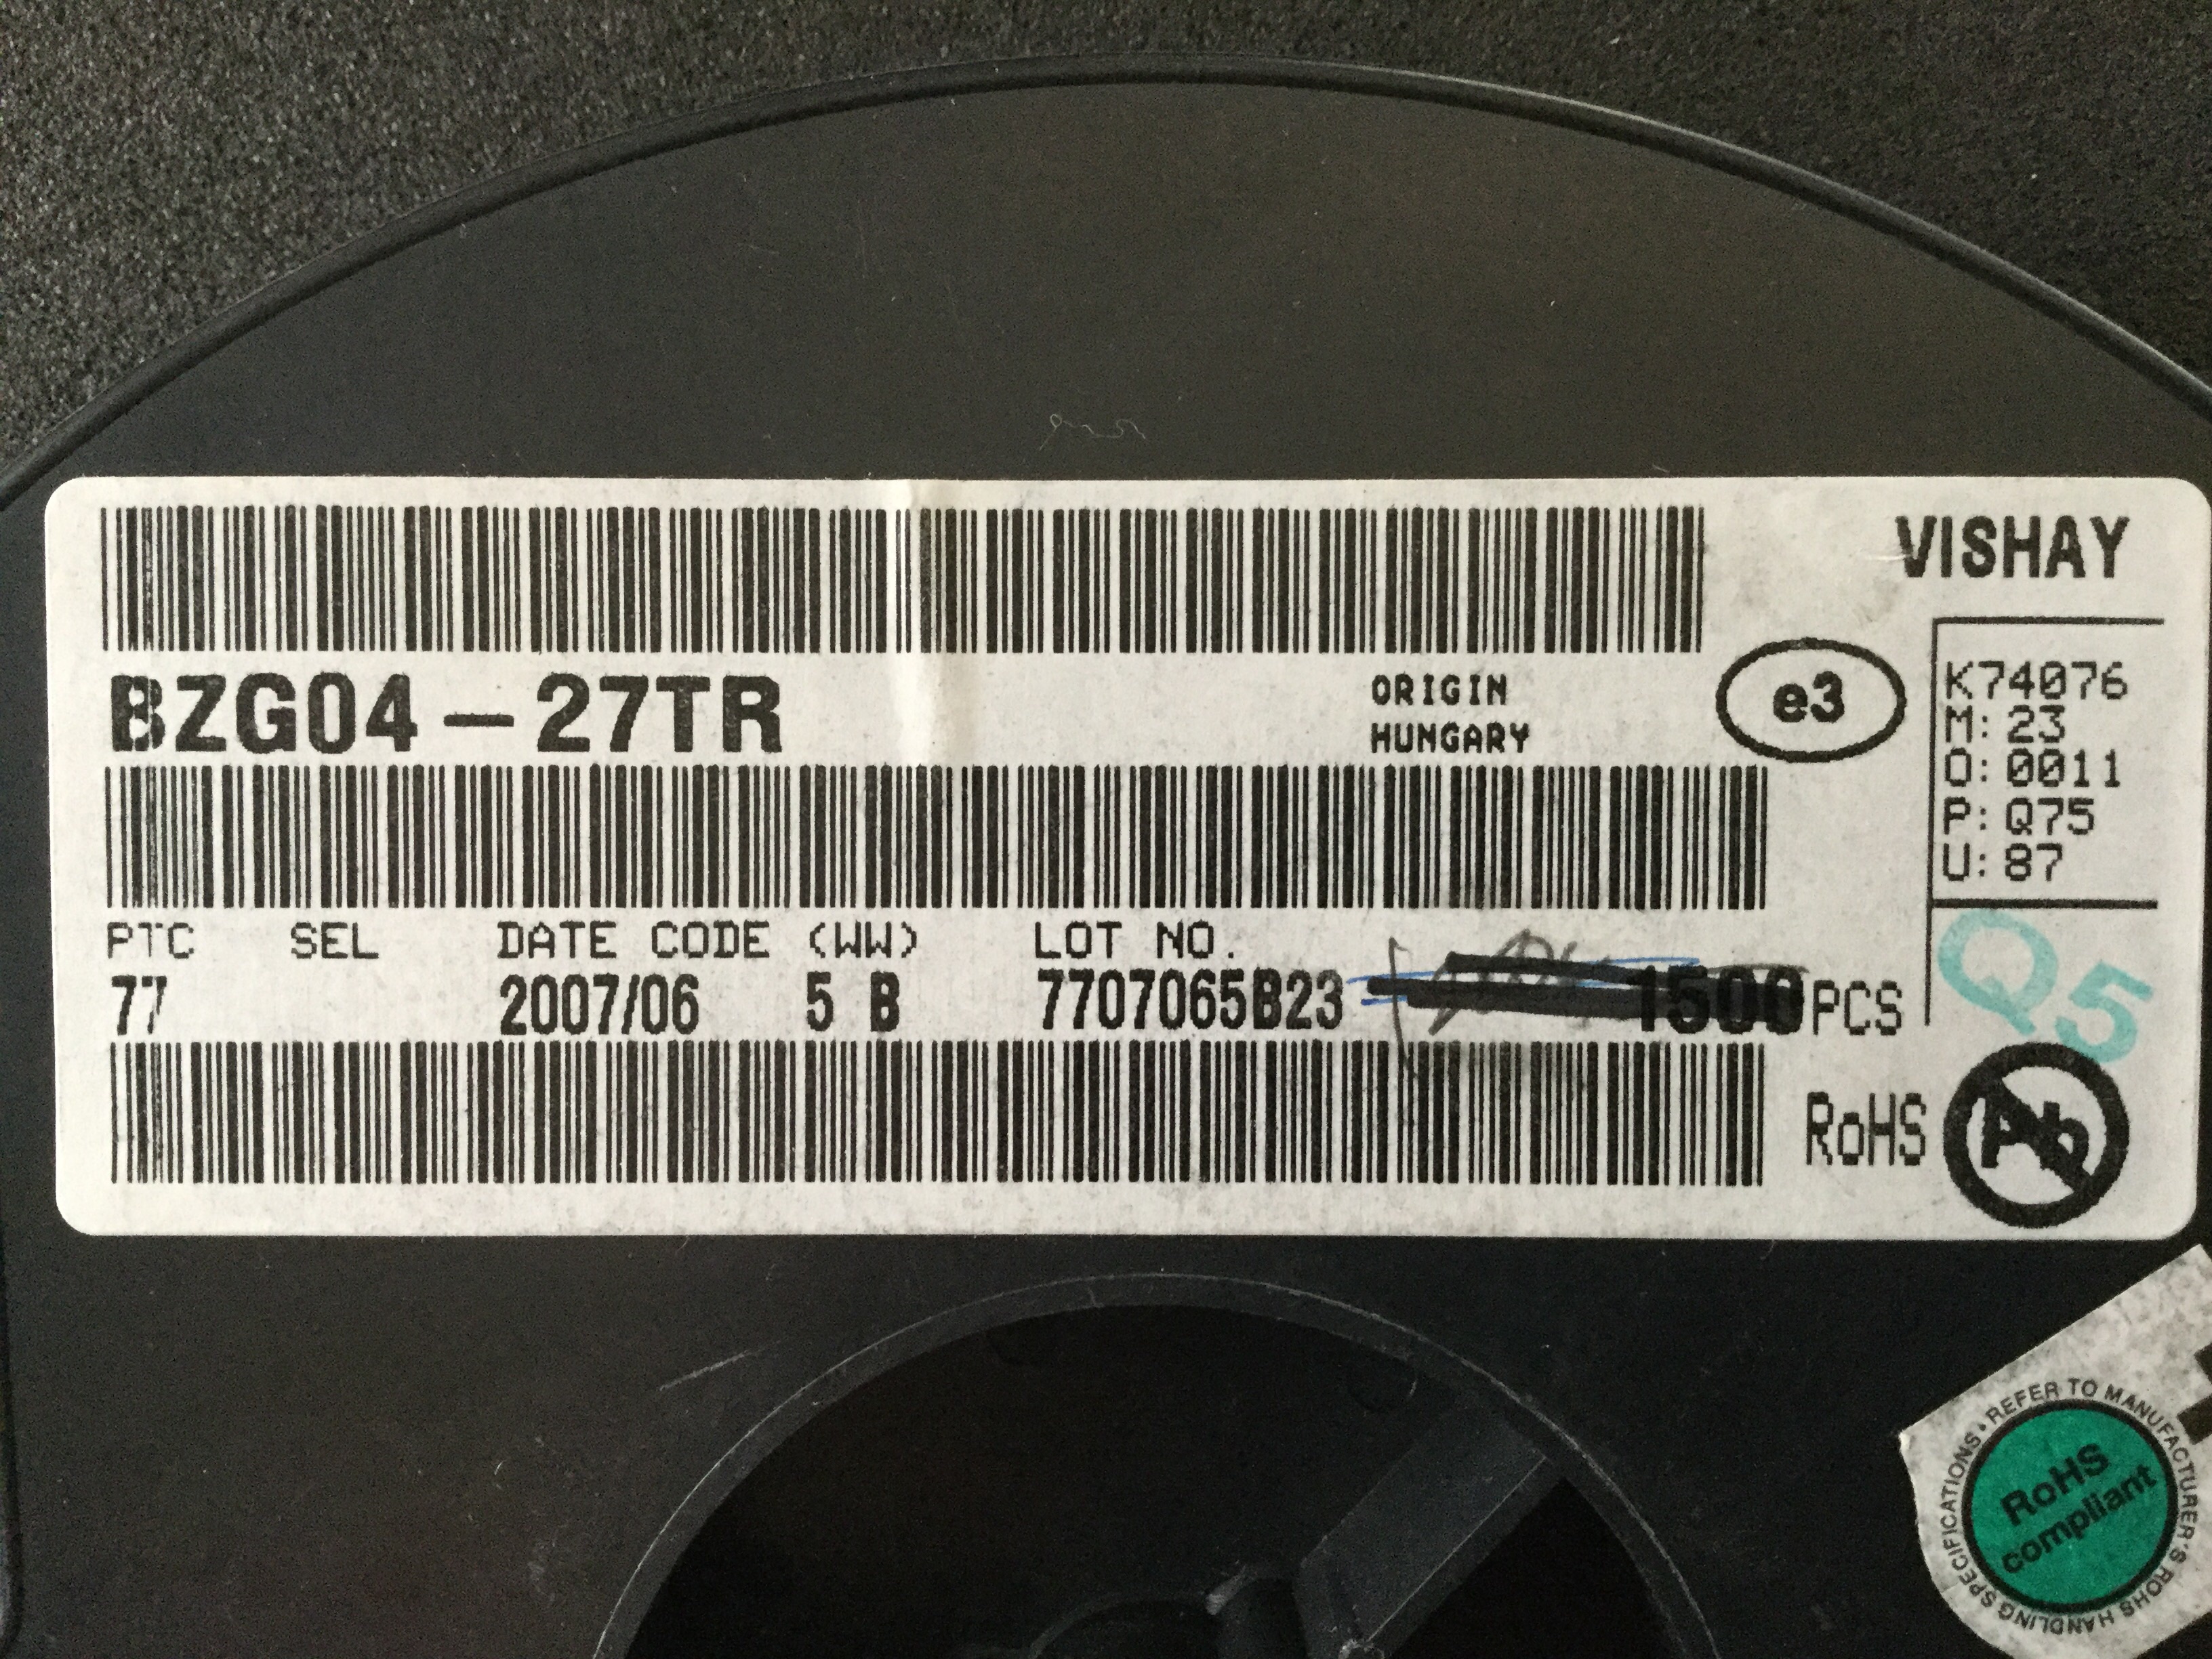 VISHAY
BZG04-27TR
ORIGIN
HUNGARY
e3
K74076
M: 23
O: 0011
P: Q75
U: 87
PTC SEL DATE CODE (WW) LOT NO.
77 2007/06 5 B 7707065B23 1500 PCS
Q5
RoHS Pb
REFER TO MANUFACTURER'S ROHS HANDLING SPECIFICATIONS •
RoHS
compliant